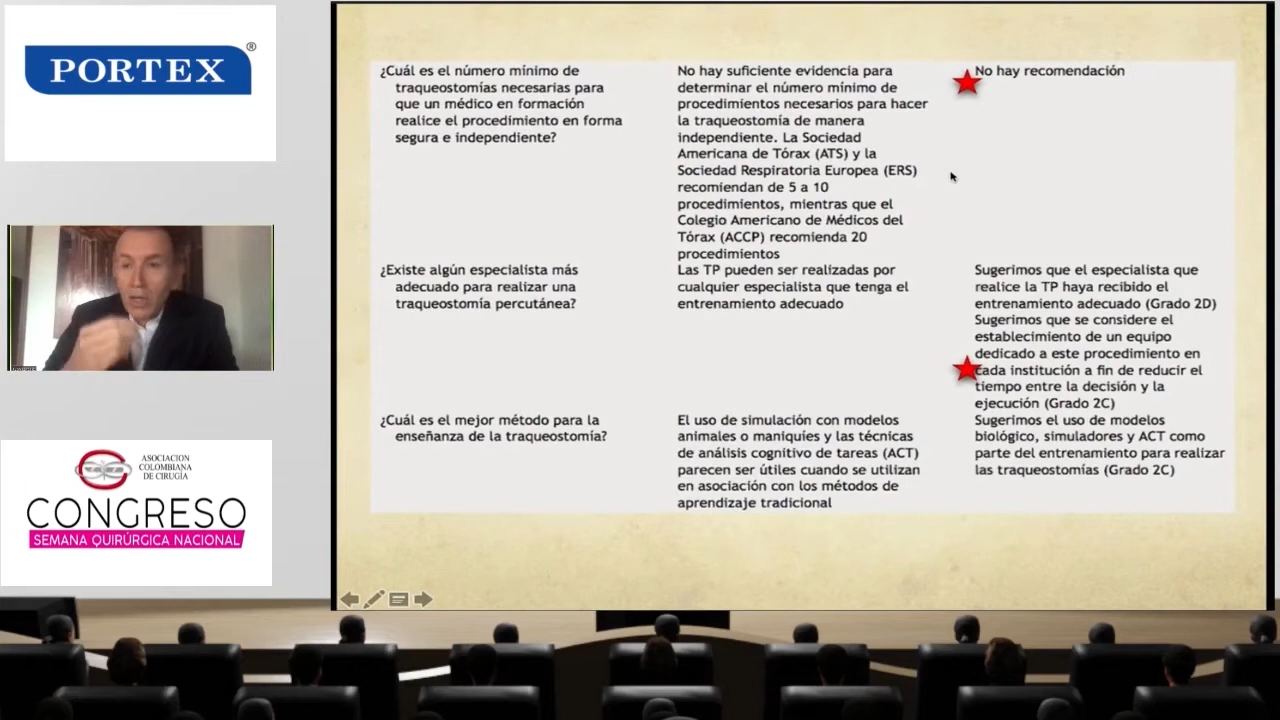 PORTEX®
ASOCIACION
COLOMBIANA
DE CIRUGÍA
CONGRESO
SEMANA QUIRÚRGICA NACIONAL
¿Cuál es el número mínimo de
traqueostomías necesarias para
que un médico en formación
realice el procedimiento en forma
segura e independiente?
No hay suficiente evidencia para
determinar el número mínimo de
procedimientos necesarios para hacer
la traqueostomía de manera
independiente. La Sociedad
Americana de Tórax (ATS) y la
Sociedad Respiratoria Europea (ERS)
recomiendan de 5 a 10
procedimientos, mientras que el
Colegio Americano de Médicos del
Tórax (ACCP) recomienda 20
procedimientos
No hay recomendación
¿Existe algún especialista más
adecuado para realizar una
traqueostomía percutánea?
Las TP pueden ser realizadas por
cualquier especialista que tenga el
entrenamiento adecuado
Sugerimos que el especialista que
realice la TP haya recibido el
entrenamiento adecuado (Grado 2D)
Sugerimos que se considere el
establecimiento de un equipo
dedicado a este procedimiento en
cada institución a fin de reducir el
tiempo entre la decisión y la
ejecución (Grado 2C)
¿Cuál es el mejor método para la
enseñanza de la traqueostomía?
El uso de simulación con modelos
animales o maniquíes y las técnicas
de análisis cognitivo de tareas (ACT)
parecen ser útiles cuando se utilizan
en asociación con los métodos de
aprendizaje tradicional
Sugerimos el uso de modelos
biológico, simuladores y ACT como
parte del entrenamiento para realizar
las traqueostomías (Grado 2C)